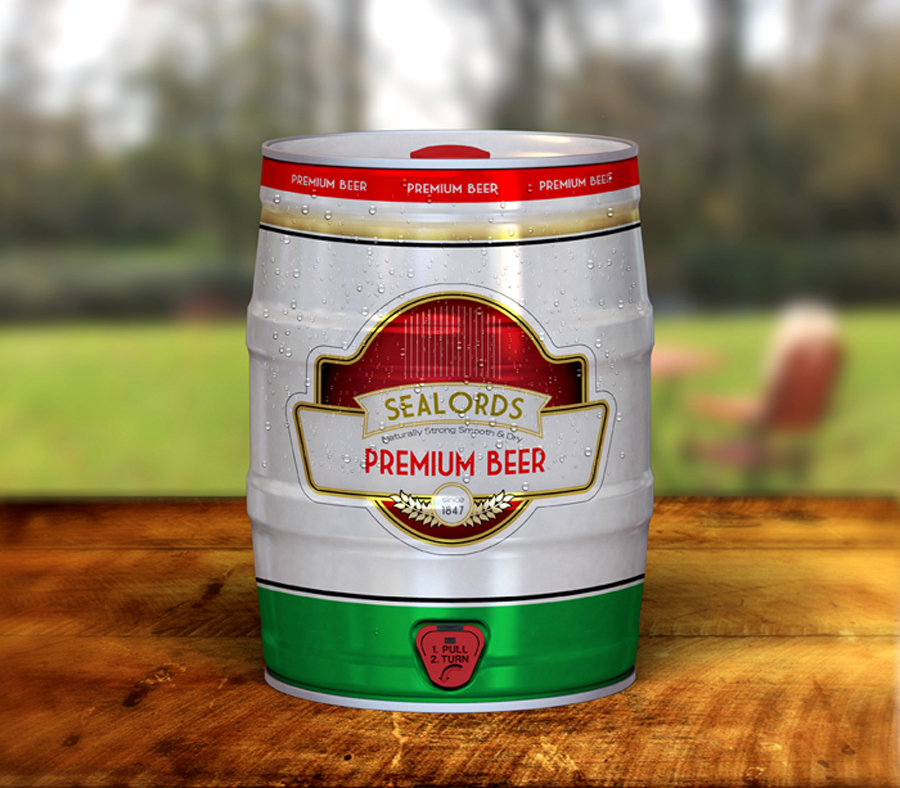 PREMIUM BEER PREMIUM BEER PREMIUM BEER
SEALORDS
Naturally Strong Smooth & Dry
PREMIUM BEER
since
1847
1. PULL
2. TURN